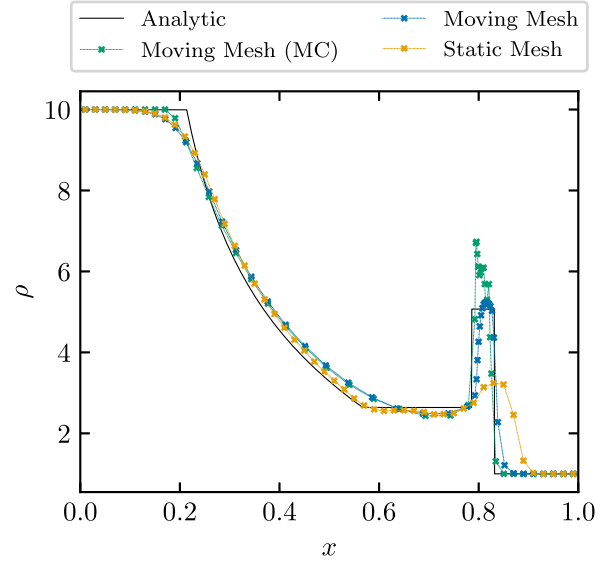 Analytic
Moving Mesh (MC)
Moving Mesh
Static Mesh
10
8
6
4
2
ρ
0.0 0.2 0.4 0.6 0.8 1.0
x